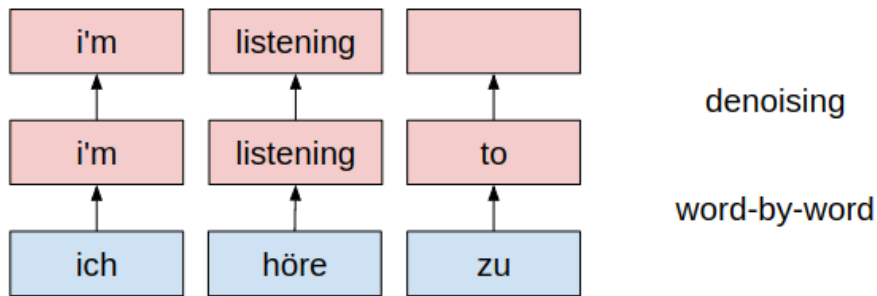 i'm listening
denoising
i'm listening to
word-by-word
ich höre zu